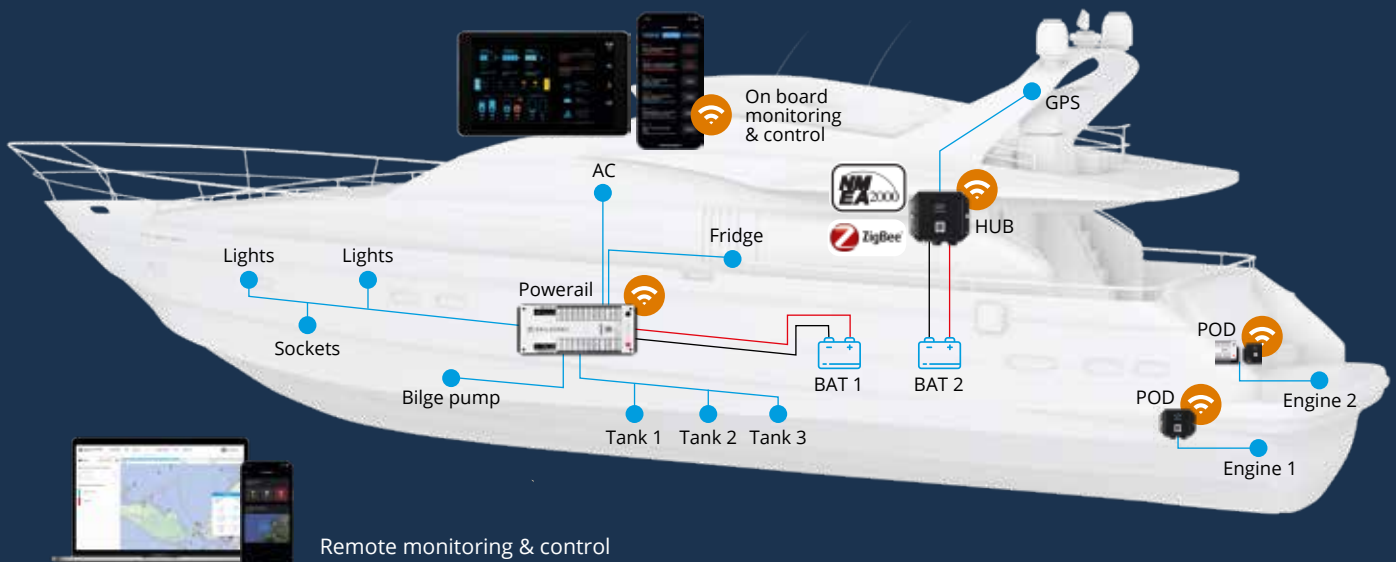 On board
monitoring
& control
GPS
AC
NMEA 2000
HUB
ZigBee
Fridge
Lights
Lights
Powerail
Sockets
POD
BAT 1
BAT 2
Bilge pump
POD
Engine 2
Tank 1
Tank 2
Tank 3
Engine 1
Remote monitoring & control